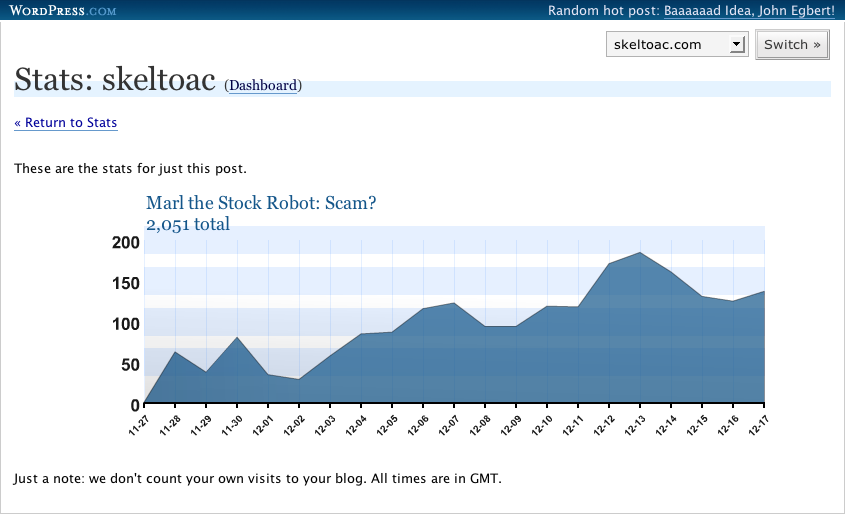 WORDPRESS.COM
Random hot post: Baaaaaad Idea, John Egbert!
skeltoac.com
Switch »
Stats: skeltoac (Dashboard)
« Return to Stats
These are the stats for just this post.
Marl the Stock Robot: Scam?
2,051 total
200
150
100
50
0
11-27 11-28 11-29 11-30 12-01 12-02 12-03 12-04 12-05 12-06 12-07 12-08 12-09 12-10 12-11 12-12 12-13 12-14 12-15 12-16 12-17
Just a note: we don't count your own visits to your blog. All times are in GMT.